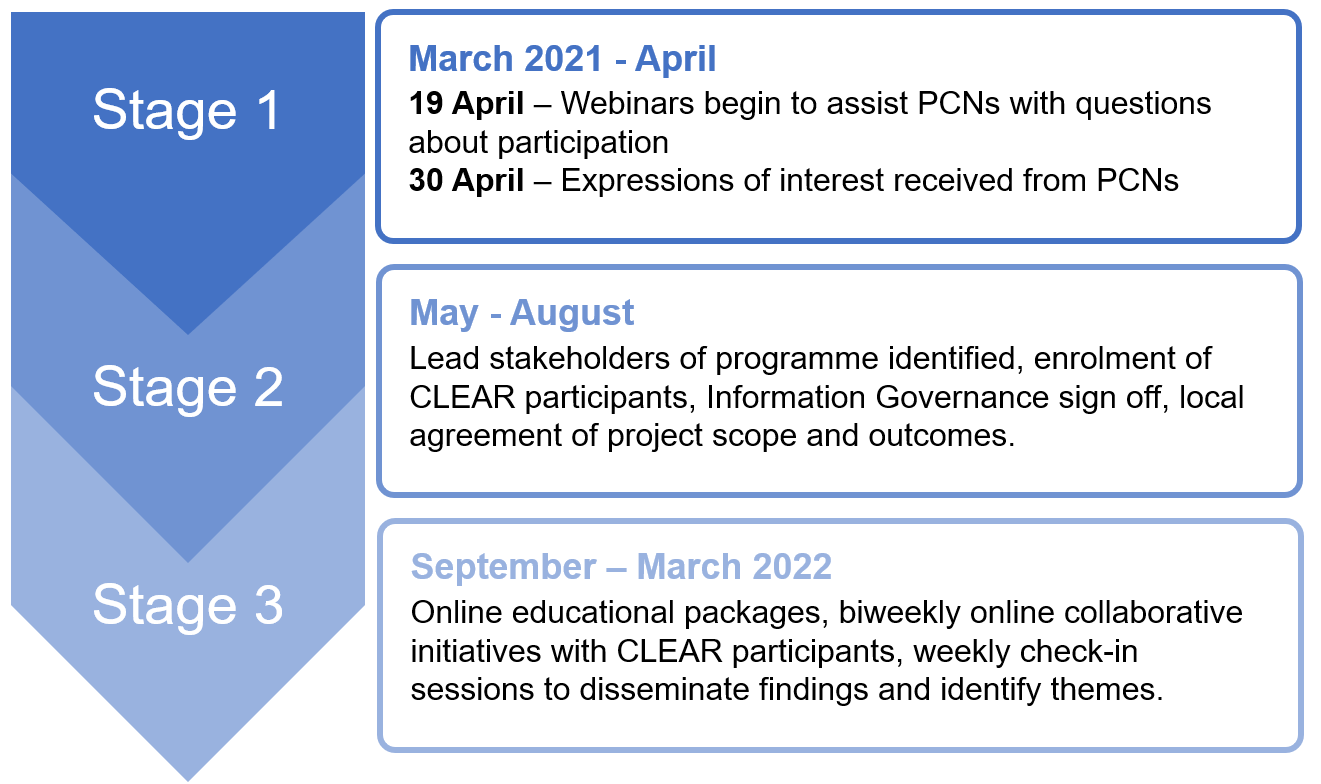 Stage 1
March 2021 - April
19 April – Webinars begin to assist PCNs with questions
about participation
30 April – Expressions of interest received from PCNs
Stage 2
May - August
Lead stakeholders of programme identified, enrolment of
CLEAR participants, Information Governance sign off, local
agreement of project scope and outcomes.
Stage 3
September – March 2022
Online educational packages, biweekly online collaborative
initiatives with CLEAR participants, weekly check-in
sessions to disseminate findings and identify themes.